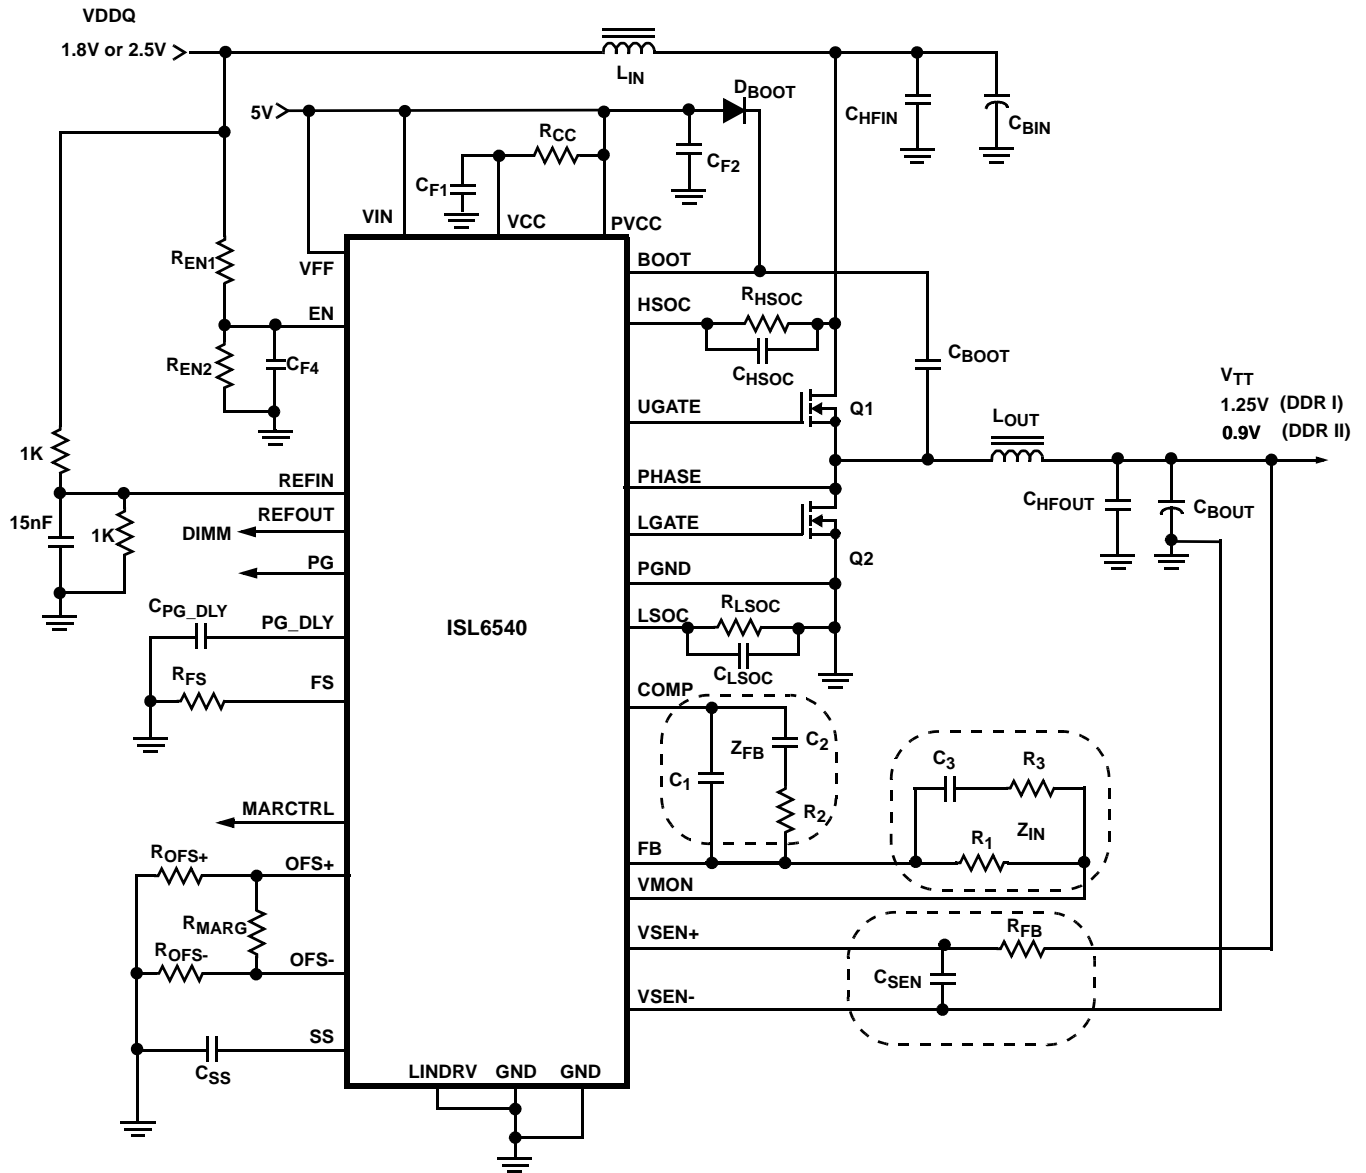 VDDQ
1.8V or 2.5V
LIN
DBOOT
5V
CHFIN
CBIN
RCC
CF1
CF2
VIN
VCC
PVCC
REN1
VFF
BOOT
HSOC
RHSOC
EN
REN2
CF4
CHSOC
CBOOT
VTT
1.25V (DDR I)
0.9V (DDR II)
UGATE
Q1
LOUT
1K
REFIN
PHASE
CHFOUT
CBOUT
15nF
1K
REFOUT
DIMM
LGATE
Q2
PG
PGND
CPG_DLY
PG_DLY
ISL6540
LSOC
RLSOC
CLSOC
RFS
FS
COMP
C1
ZFB
C2
R2
C3
R3
ZIN
R1
MARCTRL
FB
VMON
ROFS+
OFS+
RMARG
ROFS-
OFS-
VSEN+
RFB
CSEN
VSEN-
SS
CSS
LINDRV
GND
GND